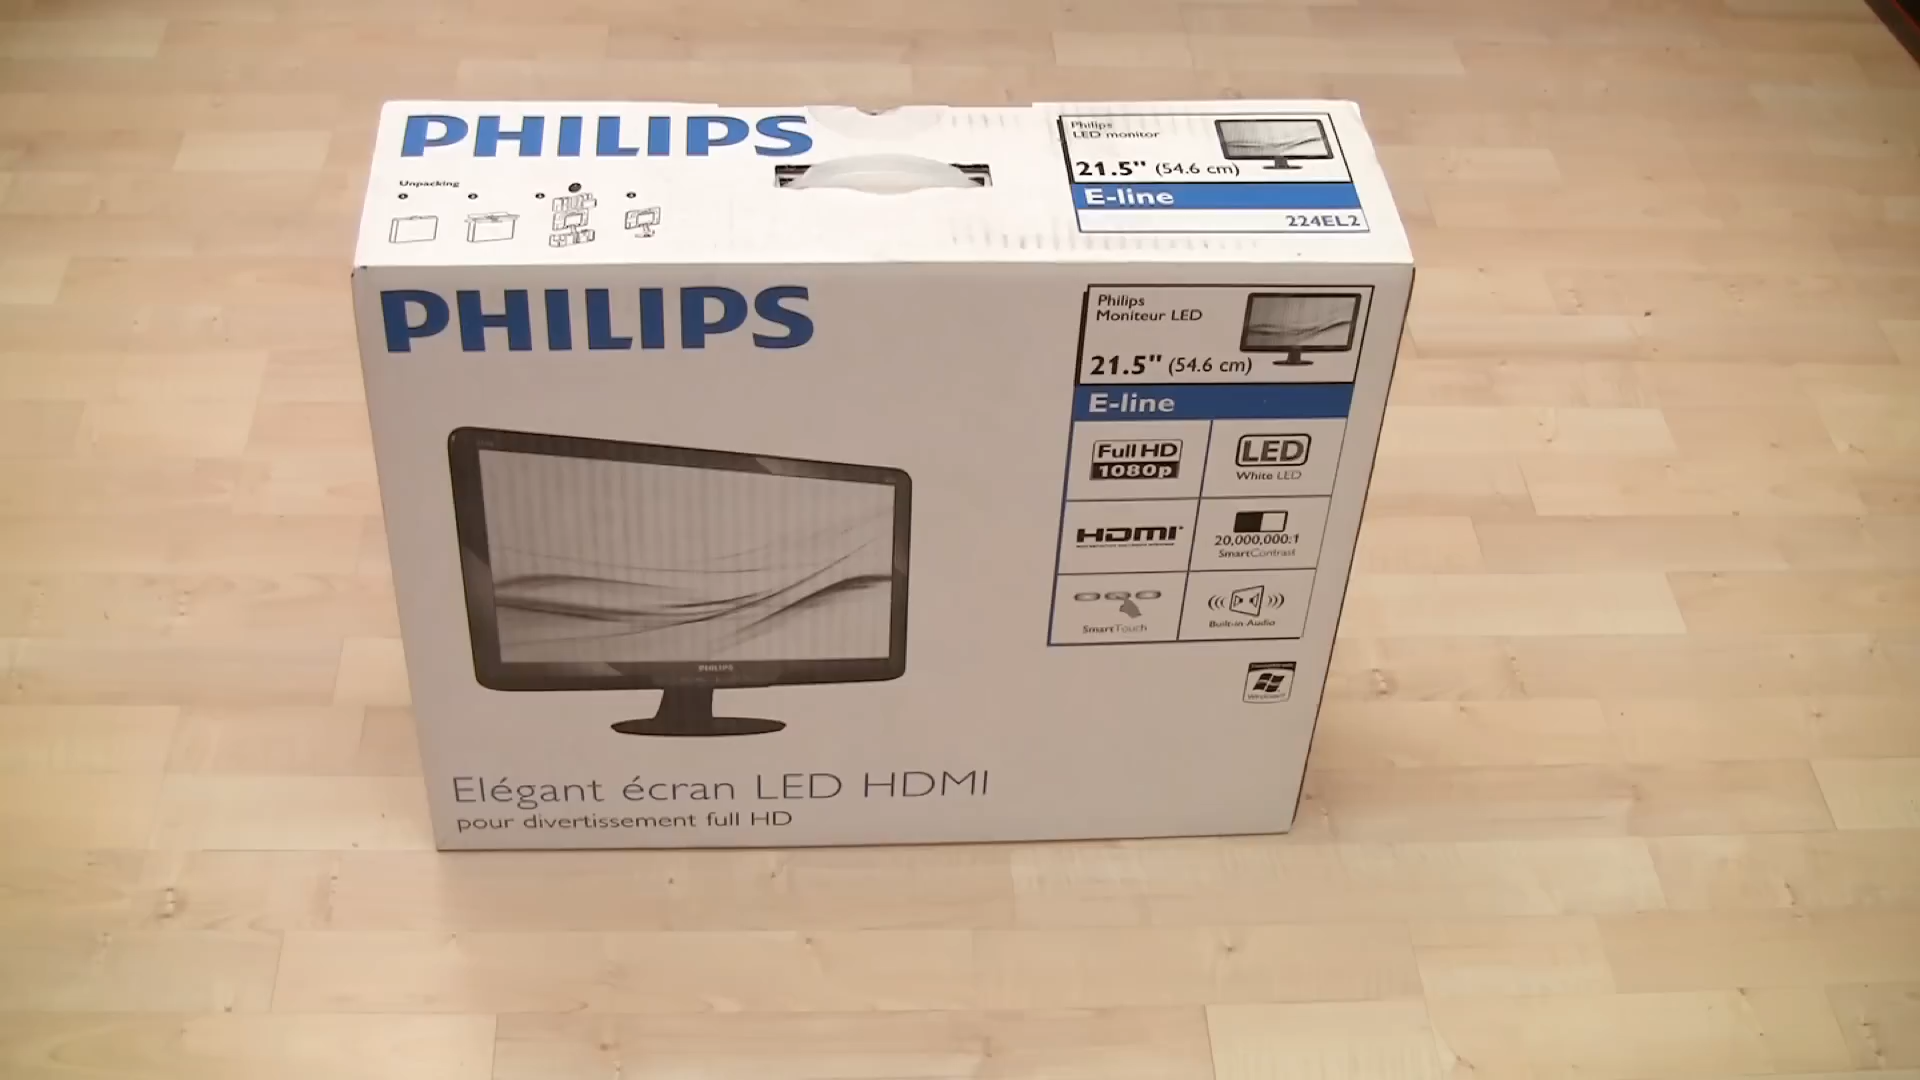 PHILIPS
Unpacking
Philips
LED monitor
21.5" (54.6 cm)
E-line
224EL2
PHILIPS
Philips
Moniteur LED
21.5" (54.6 cm)
E-line
Full HD
1080p
LED
White LED
HDMI
20,000,000:1
SmartContrast
SmartTouch
Built-in Audio
PHILIPS
Elégant écran LED HDMI
pour divertissement full HD